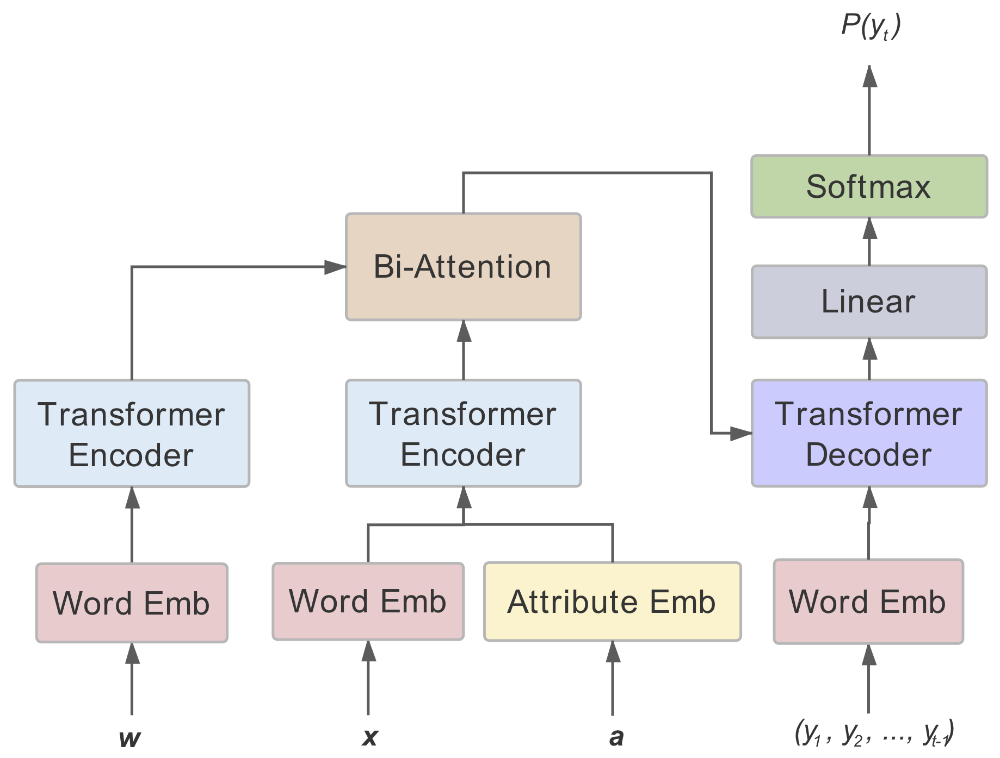 P(y_t)
Softmax
Bi-Attention
Linear
Transformer
Encoder
Transformer
Encoder
Transformer
Decoder
Word Emb
Word Emb
Attribute Emb
Word Emb
w
x
a
(y_1, y_2, ..., y_{t-1})